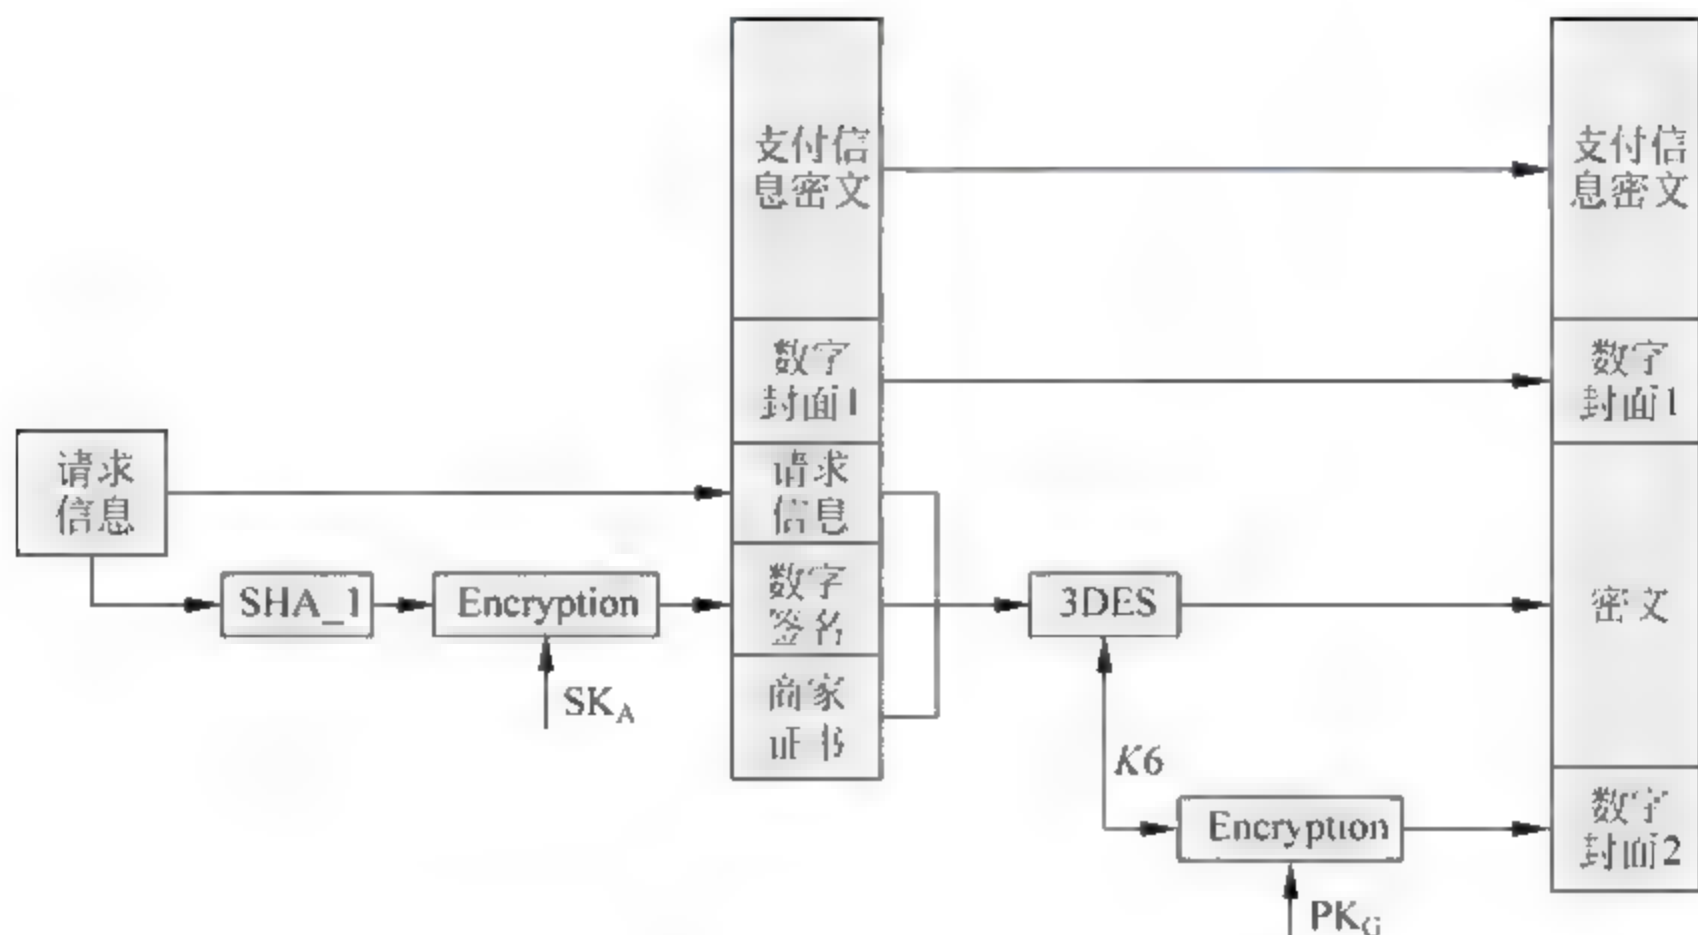 支付信
息密文
数字
封面1
请求
信息
数字
签名
商家
证书
请求
信息
SHA_1
Encryption
SK_A
3DES
K6
Encryption
PK_G
支付信
息密文
数字
封面1
密文
数字
封面2